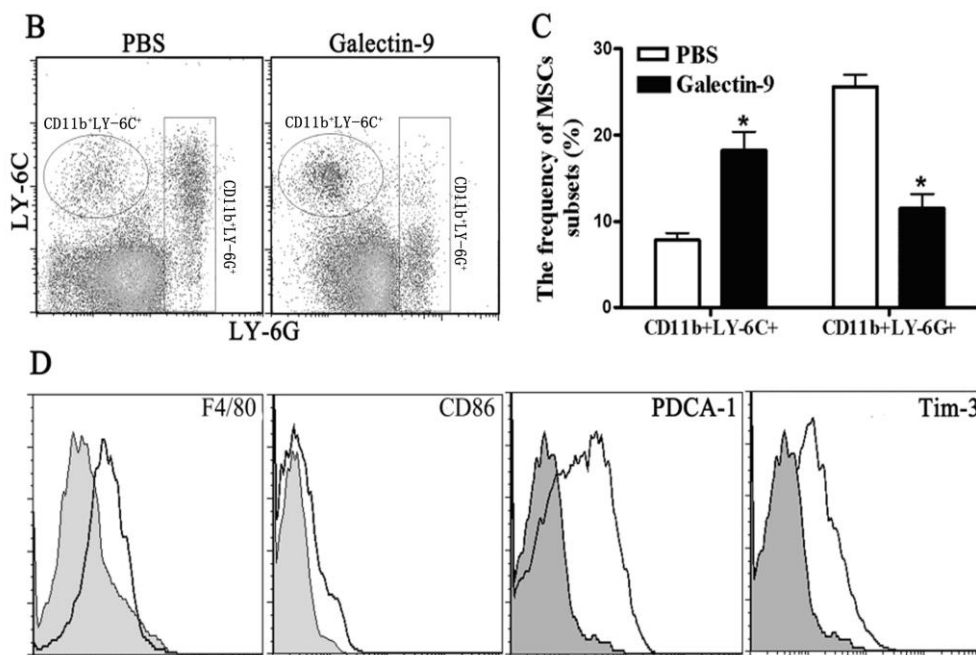 B
PBS
Galectin-9
CD11b⁺LY-6C⁺
CD11b⁺LY-6G⁺
CD11b⁺LY-6C⁺
CD11b⁺LY-6G⁺
LY-6C
LY-6G
C
The frequency of MSCs
subsets (%)
30
20
10
0
PBS
Galectin-9
*
*
CD11b+LY-6C+
CD11b+LY-6G+
D
F4/80
CD86
PDCA-1
Tim-3